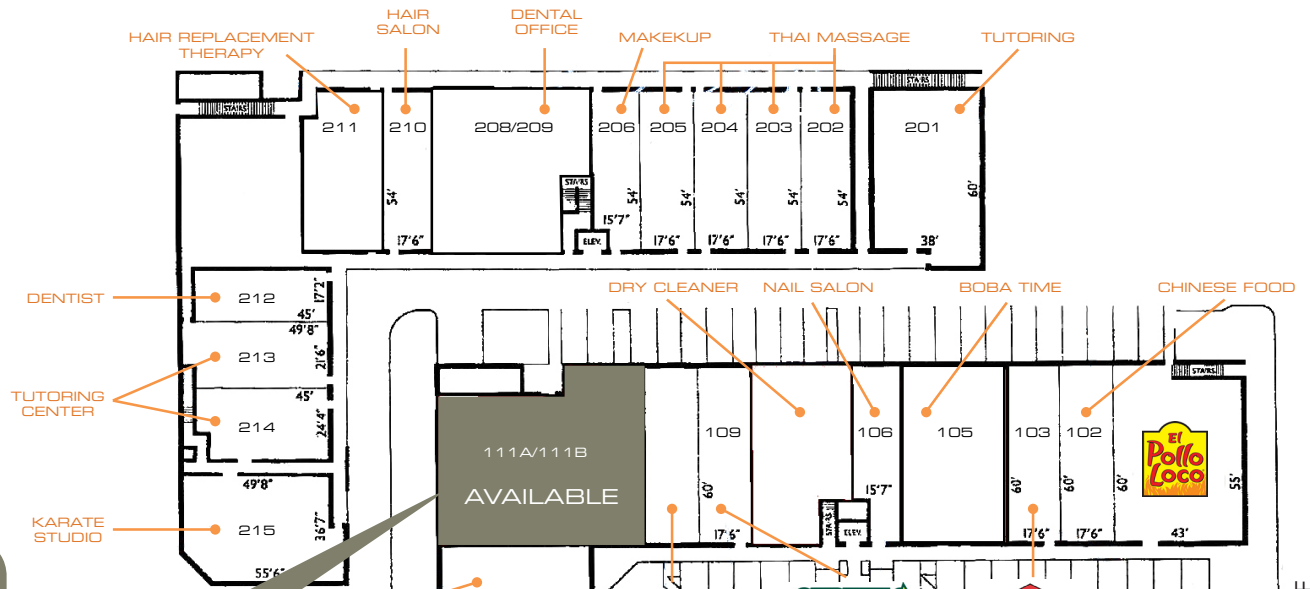 HAIR
SALON
DENTAL
OFFICE
HAIR REPLACEMENT
THERAPY
MAKEKUP
THAI MASSAGE
TUTORING
STAIRS
STAIRS
211
210
208/209
206
205
204
203
202
201
STAIRS
54'
54'
54'
54'
54'
54'
60'
15'7"
17'6"
ELEV.
17'6"
17'6"
17'6"
17'6"
38'
DENTIST
212
17'2"
45'
49'8"
213
21'6"
TUTORING
CENTER
45'
214
24'4"
49'8"
KARATE
STUDIO
215
36'7"
55'6"
DRY CLEANER
NAIL SALON
BOBA TIME
CHINESE FOOD
STAIRS
109
106
105
103
102
El
Pollo
Loco
111A/111B
AVAILABLE
60'
15'7"
60'
60'
60'
55'
STAIRS
ELEV.
17'6"
17'6"
17'6"
43'